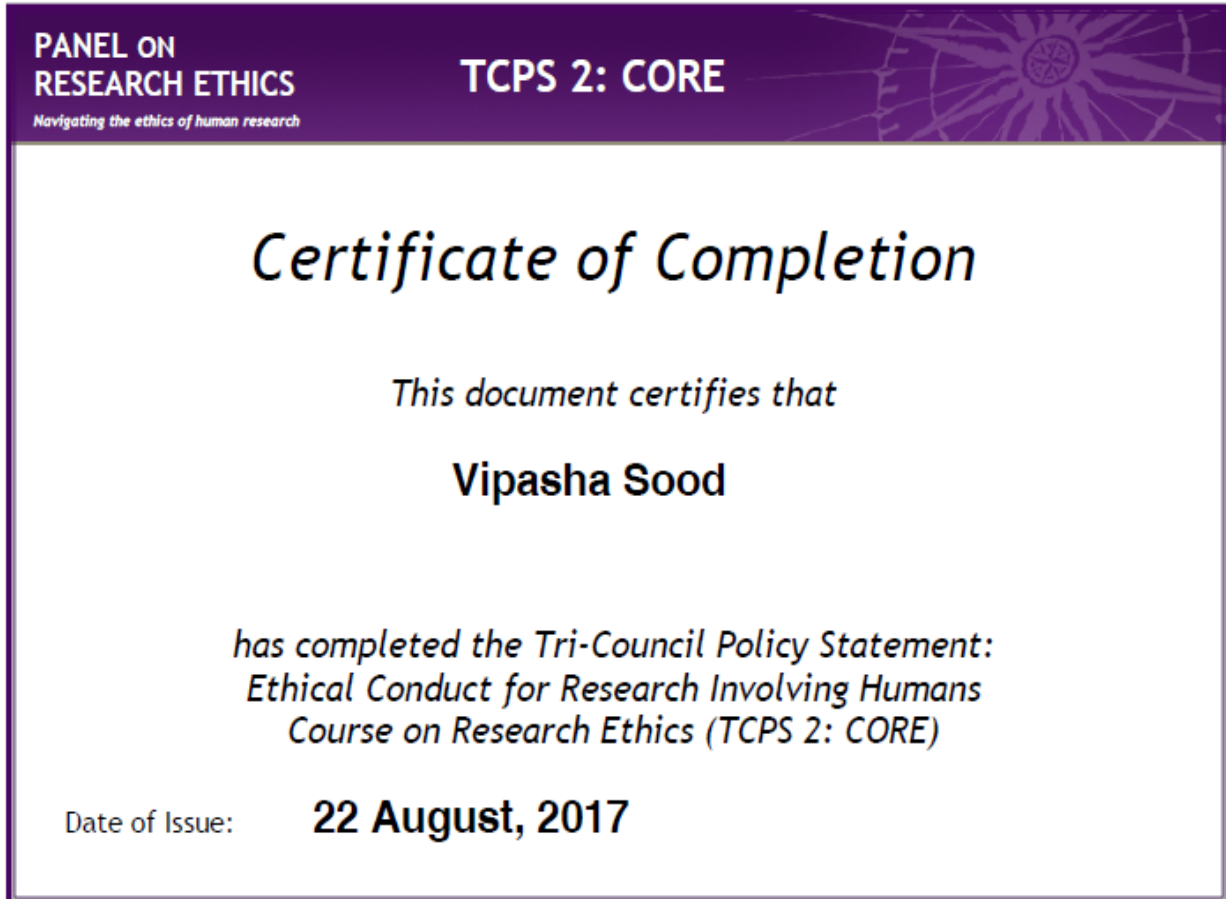 PANEL ON
RESEARCH ETHICS
Navigating the ethics of human research
TCPS 2: CORE
Certificate of Completion
This document certifies that
Vipasha Sood
has completed the Tri-Council Policy Statement:
Ethical Conduct for Research Involving Humans
Course on Research Ethics (TCPS 2: CORE)
Date of Issue: 22 August, 2017